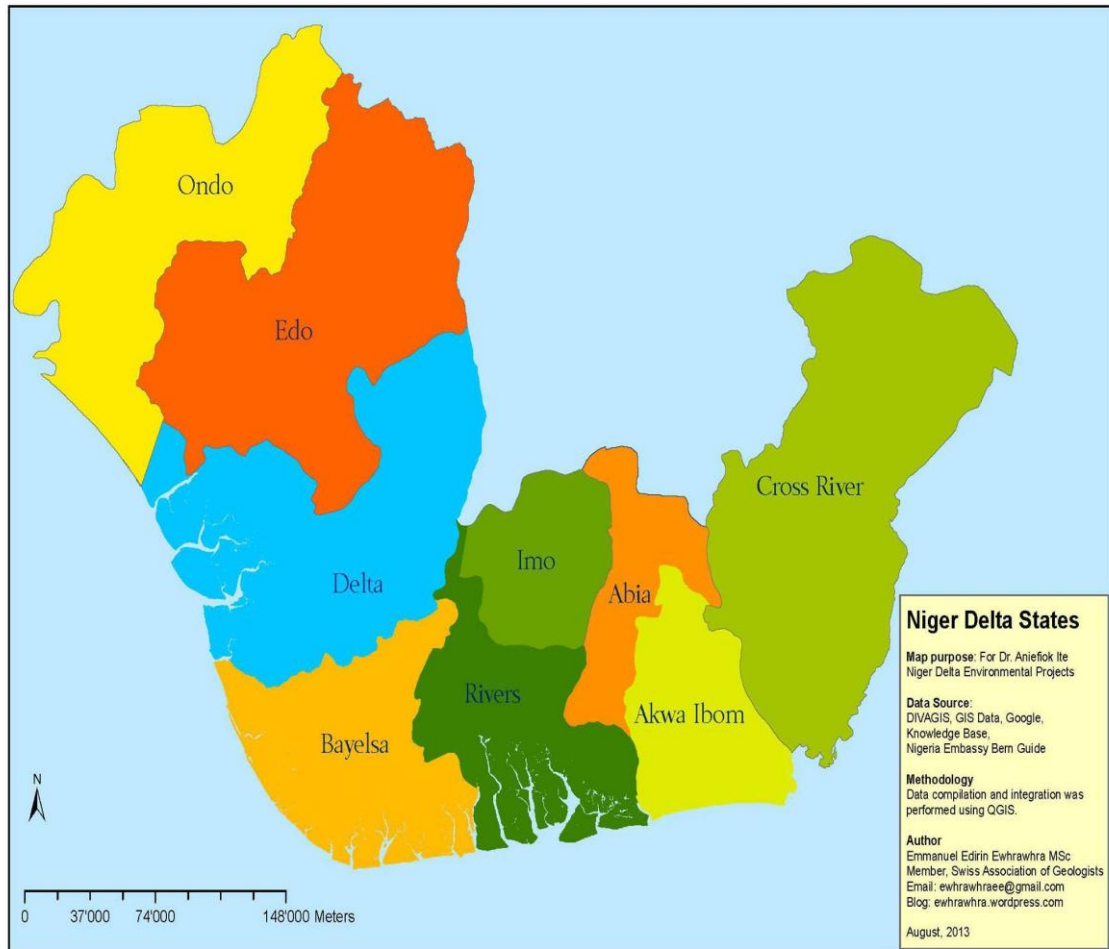 Ondo
Edo
Cross River
Imo
Delta
Abia
Rivers
Akwa Ibom
Bayelsa
N
0 37'000 74'000 148'000 Meters
Niger Delta States
Map purpose: For Dr. Aniefiok Ite
Niger Delta Environmental Projects
Data Source:
DIVAGIS, GIS Data, Google,
Knowledge Base,
Nigeria Embassy Bern Guide
Methodology
Data compilation and integration was
performed using QGIS.
Author
Emmanuel Edirin Ewhrawhra MSc
Member, Swiss Association of Geologists
Email: ewhrawhraee@gmail.com
Blog: ewhrawhra.wordpress.com
August, 2013